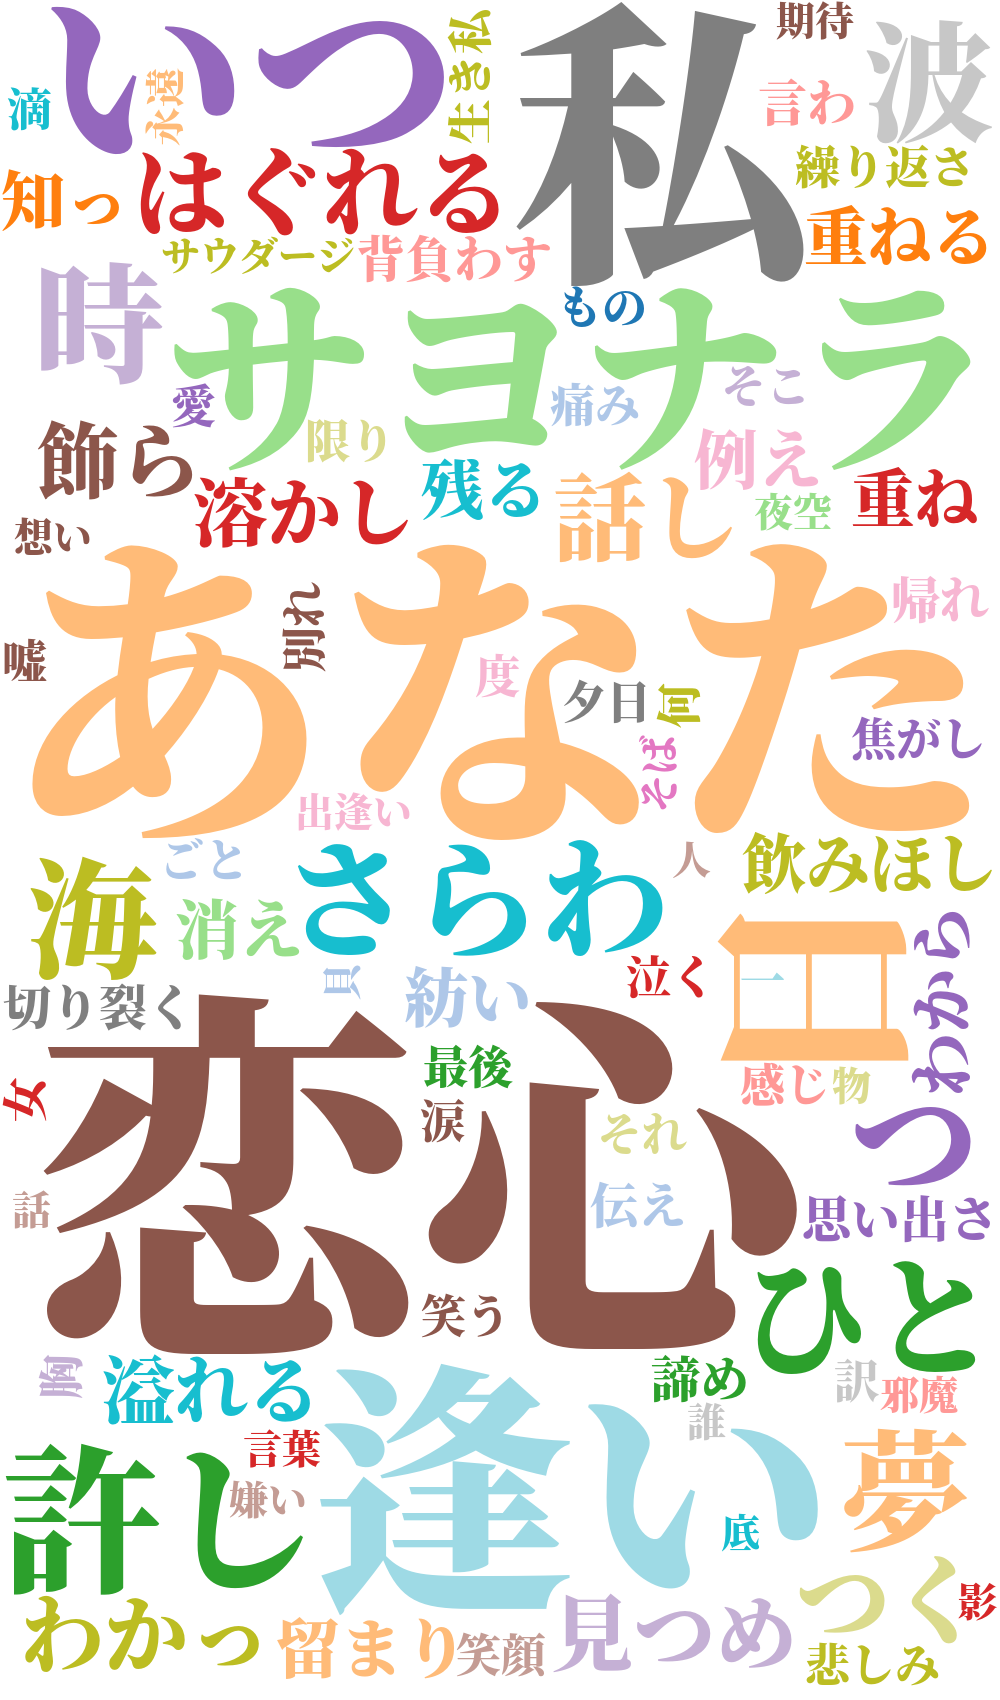 いつ
私
期待
生き私
永遠
波
滴
言わ
はぐれる
繰り返さ
知っ
重ねる
サウダージ
背負わす
時
もの
サヨナラ
愛
痛み
そこ
限り
飾ら
例え
残る
重ね
溶かし
話し
夜空
想い
あなた
別れ
帰れ
嘘
度
夕日
何
焦がし
そば
出逢い
ごと
さらわ
人
飲みほし
海
消え
日
一
わから
泣く
貝
紡い
切り裂く
恋心
最後
感じ
物
女
涙
それ
つ
話
伝え
思い出さ
ひと
笑う
胸
溢れる
諦め
訳
邪魔
逢い
誰
言葉
夢
許し
嫌い
底
つく
影
わかっ
留まり
笑顔
見つめ
悲しみ